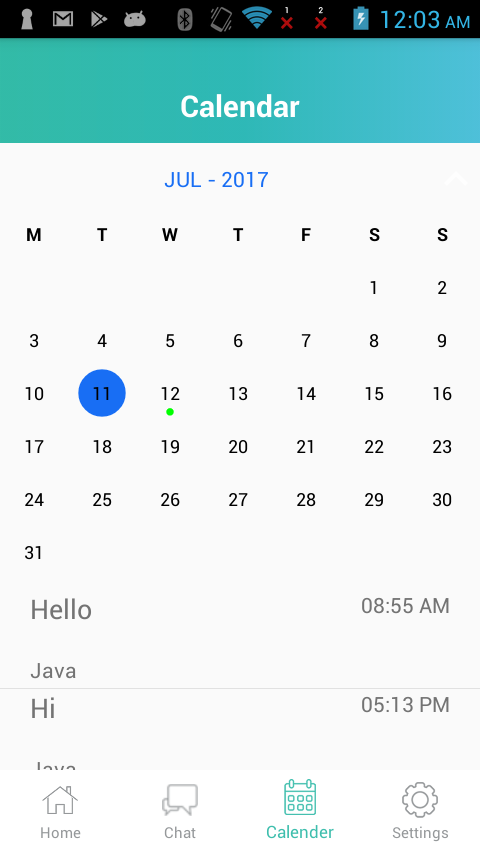 1 2 12:03 AM
Calendar
JUL - 2017
M T W T F S S
1 2
3 4 5 6 7 8 9
10 11 12 13 14 15 16
17 18 19 20 21 22 23
24 25 26 27 28 29 30
31
Hello 08:55 AM
Java
Hi 05:13 PM
Java
Home Chat Calender Settings